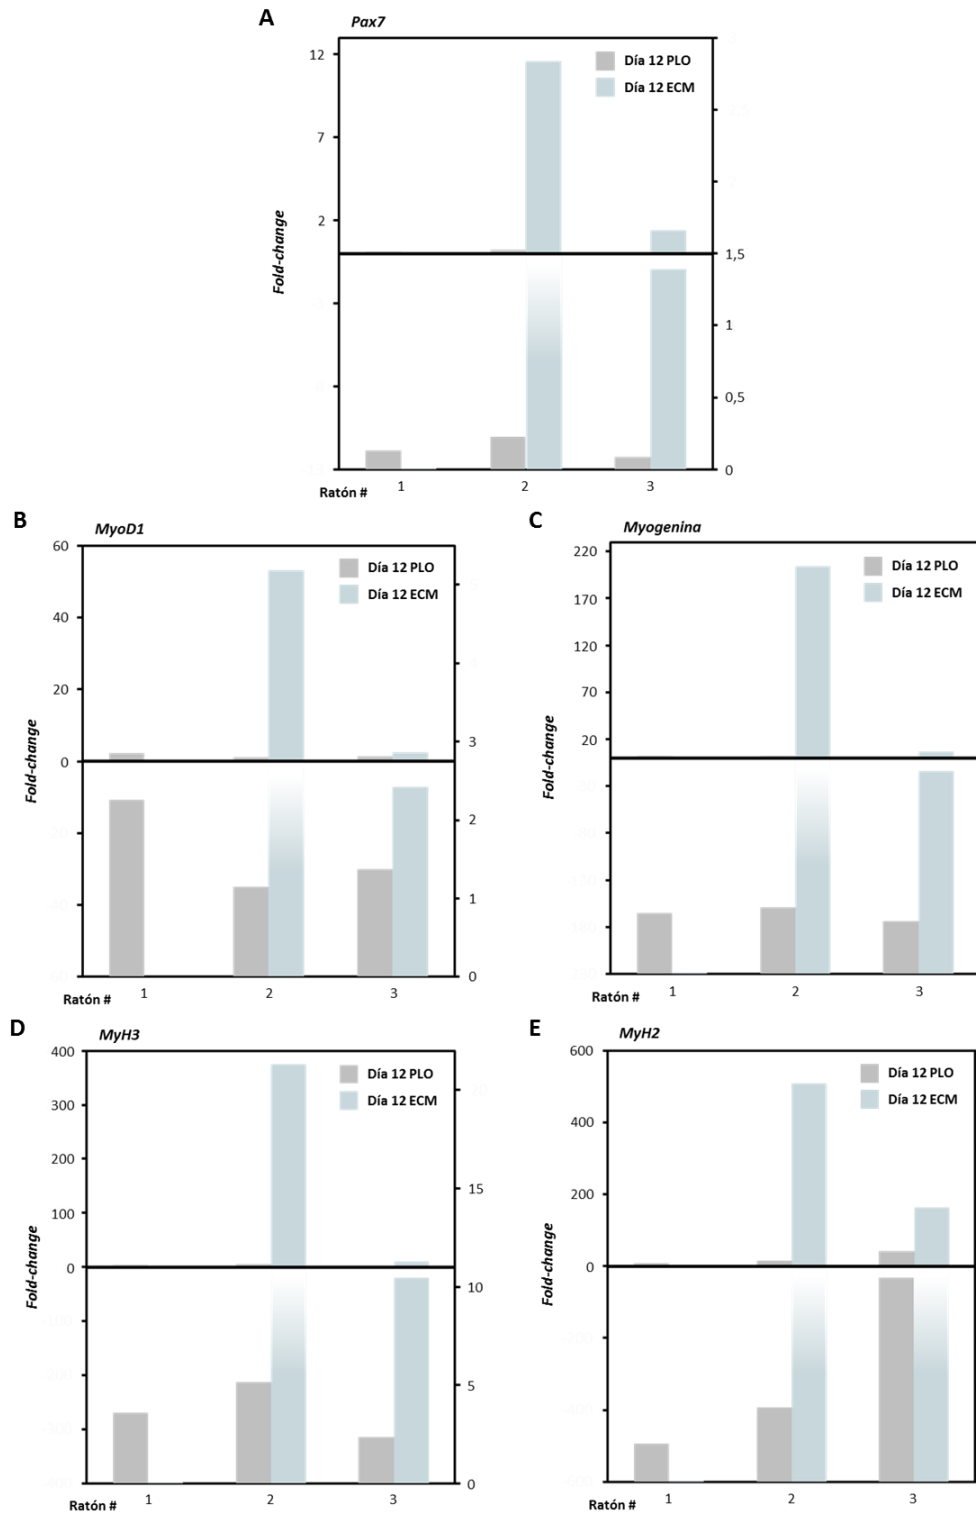 A
Pax7
Día 12 PLO
Día 12 ECM
12
7
2
Fold-change
1,5
1
0,5
0
Ratón #
1
2
3
B
MyoD1
Día 12 PLO
Día 12 ECM
60
40
20
0
Fold-change
3
2
1
0
Ratón #
1
2
3
C
Myogenina
Día 12 PLO
Día 12 ECM
220
170
120
70
20
Fold-change
Ratón #
1
2
3
D
MyH3
Día 12 PLO
Día 12 ECM
400
300
200
100
0
Fold-change
15
10
5
0
Ratón #
1
2
3
E
MyH2
Día 12 PLO
Día 12 ECM
600
400
200
0
Fold-change
Ratón #
1
2
3